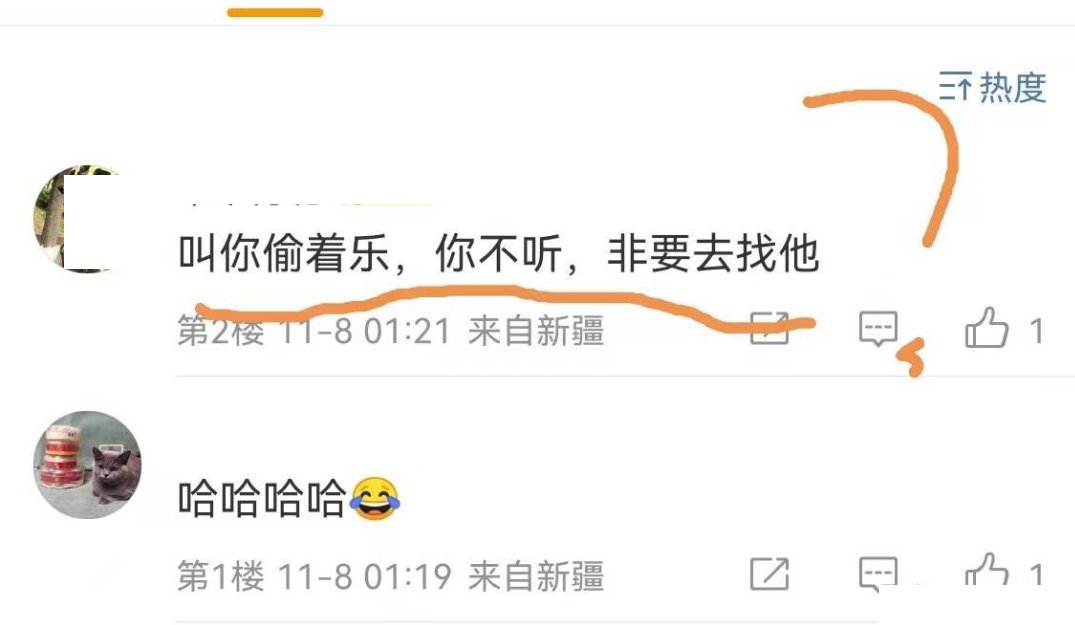 热度
叫你偷着乐，你不听，非要去找他
第2楼 11-8 01:21 来自新疆
1
哈哈哈哈😂
第1楼 11-8 01:19 来自新疆
1